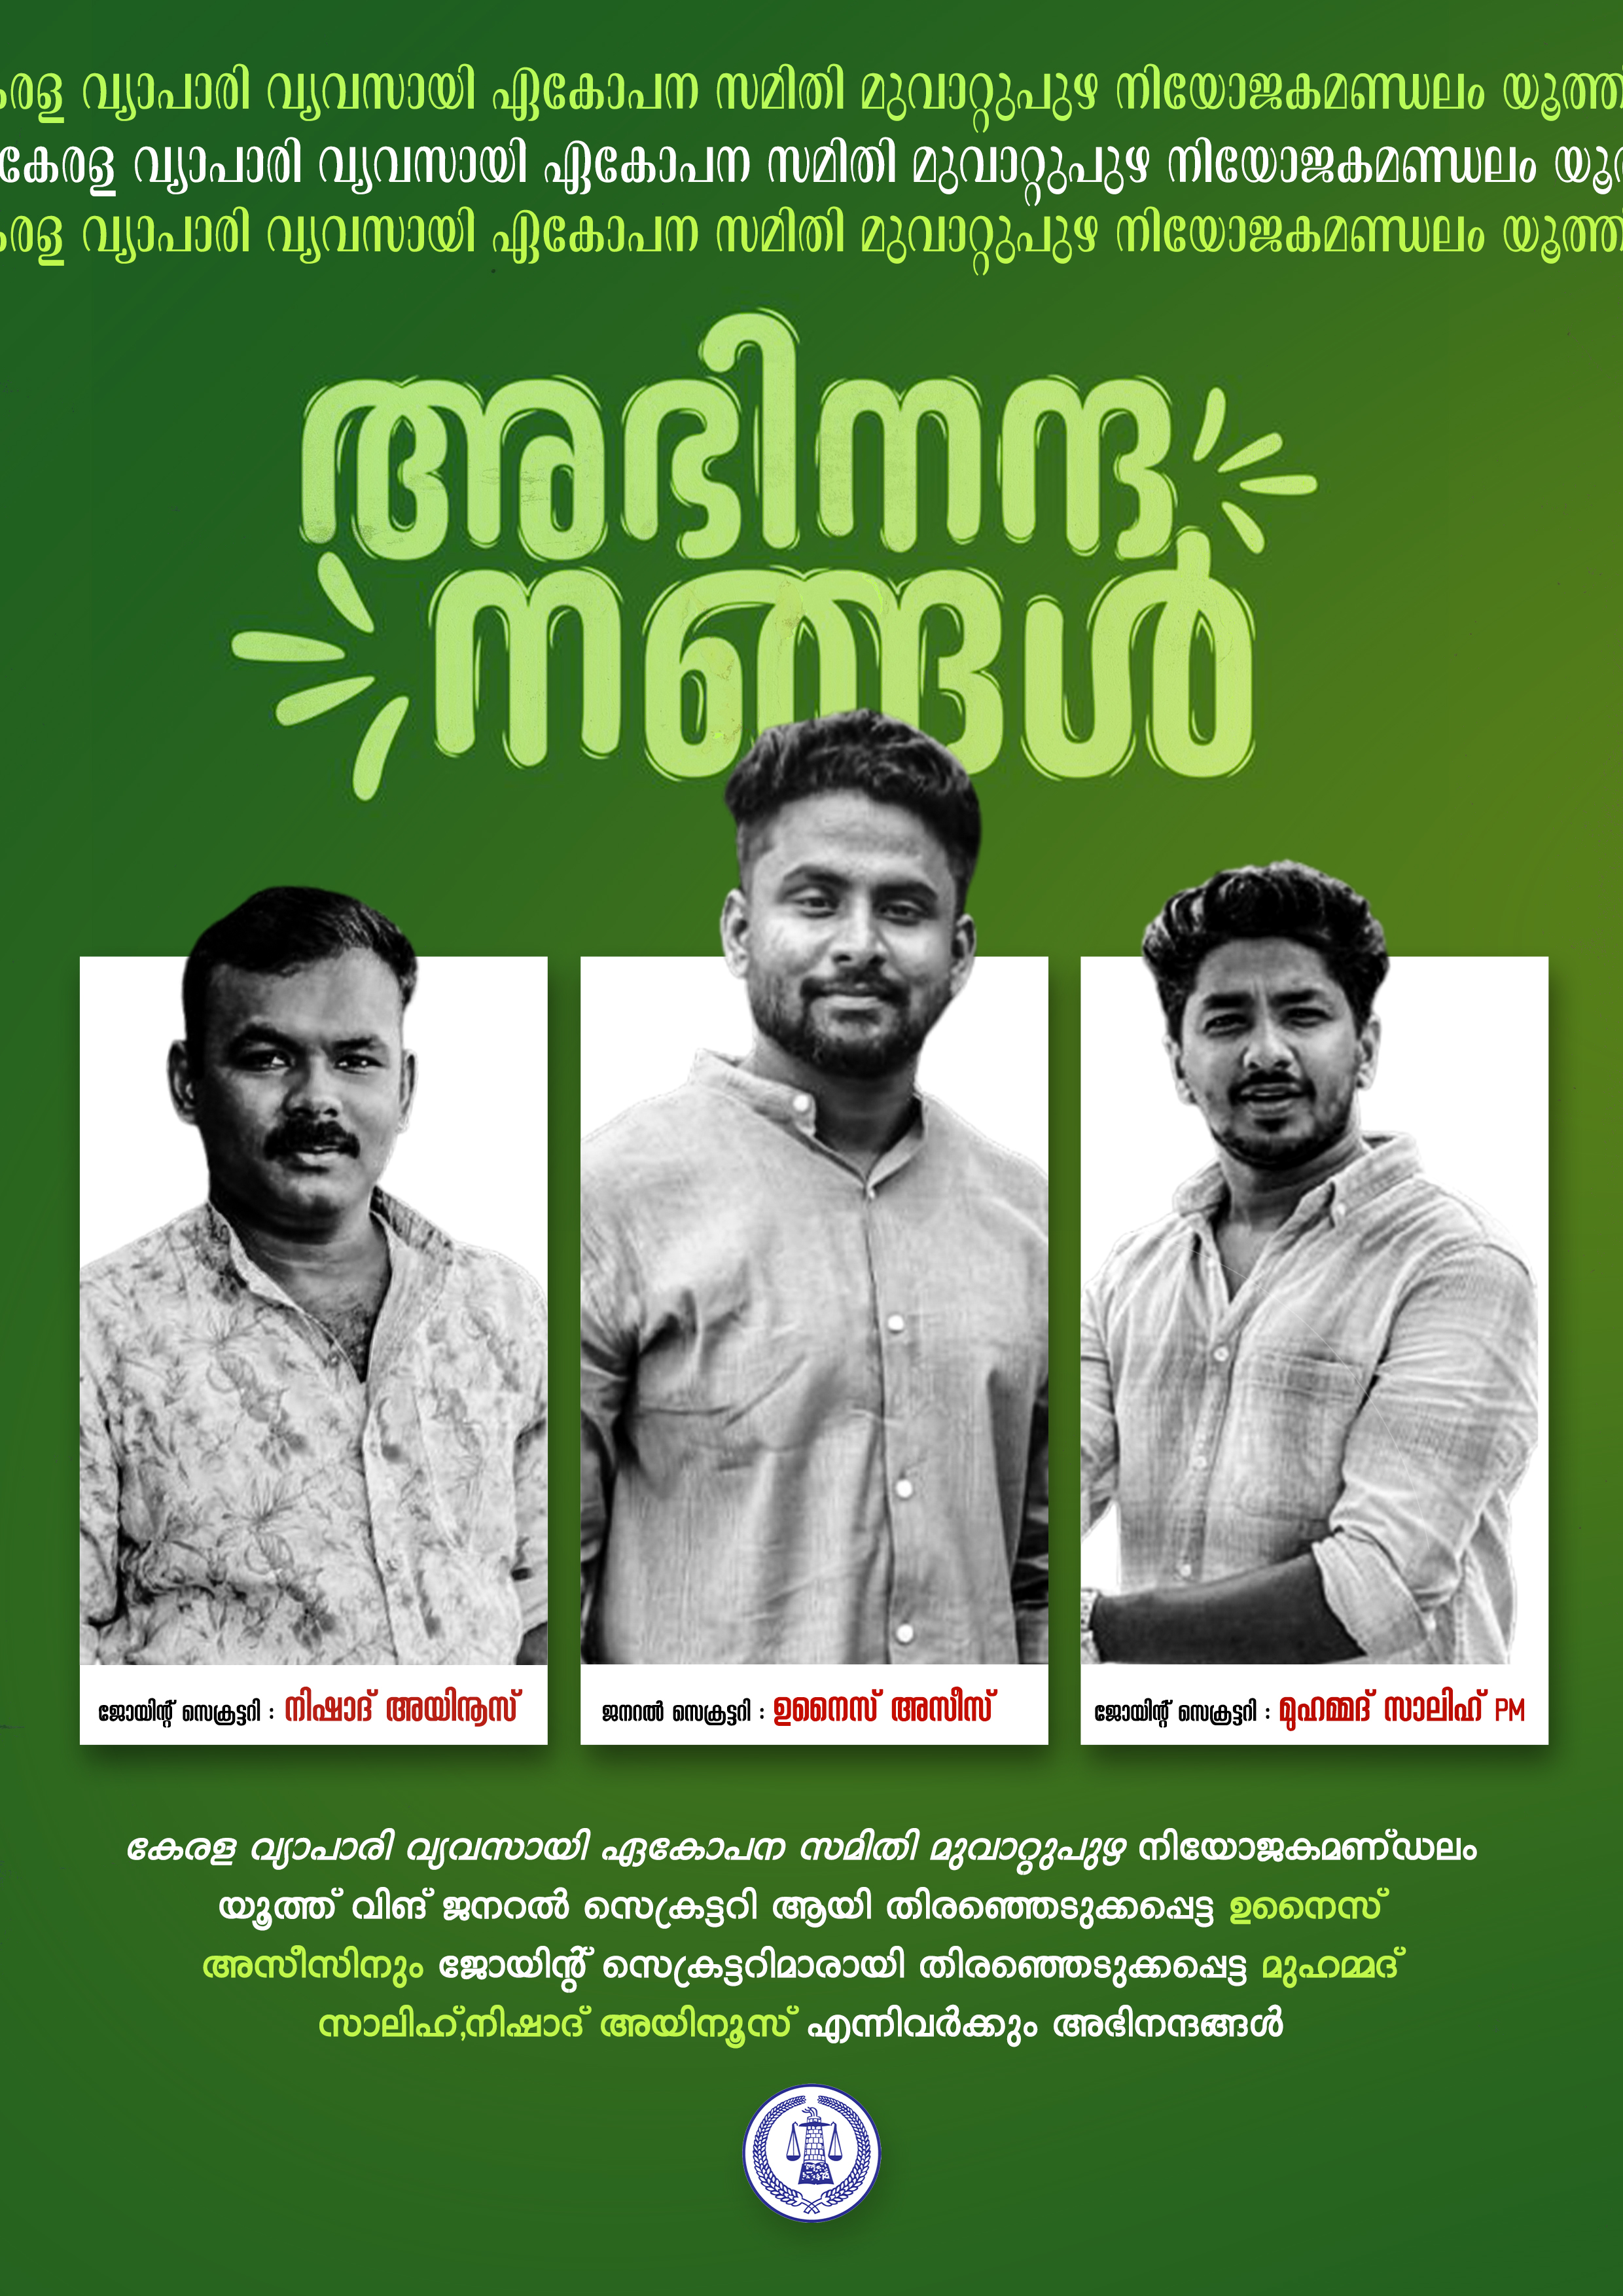 കേരള വ്യാപാരി വ്യവസായി ഏകോപന സമിതി മുവാറ്റുപുഴ നിയോജകമണ്ഡലം
കേരള വ്യാപാരി വ്യവസായി ഏകോപന സമിതി മുവാറ്റുപുഴ നിയോജകമണ്ഡലം
കേരള വ്യാപാരി വ്യവസായി ഏകോപന സമിതി മുവാറ്റുപുഴ നിയോജകമണ്ഡലം
അഭിനന്ദ
നങ്ങൾ
ജോയിന്റ് സെക്രട്ടറി : നിഷാദ് അയിനൂസ്
ജനറൽ സെക്രട്ടറി : ഉനൈസ് അസീസ്
ജോയിന്റ് സെക്രട്ടറി : മുഹമ്മദ് സാലിഹ് PM
കേരള വ്യാപാരി വ്യവസായി ഏകോപന സമിതി മുവാറ്റുപുഴ നിയോജകമണ്ഡലം
യൂത്ത് വിങ് ജനറൽ സെക്രട്ടറി ആയി തിരഞ്ഞെടുക്കപ്പെട്ട ഉനൈസ്
അസീസിനും ജോയിന്റ് സെക്രട്ടറിമാരായി തിരഞ്ഞെടുക്കപ്പെട്ട മുഹമ്മദ്
സാലിഹ്,നിഷാദ് അയിനൂസ് എന്നിവർക്കും അഭിനന്ദങ്ങൾ